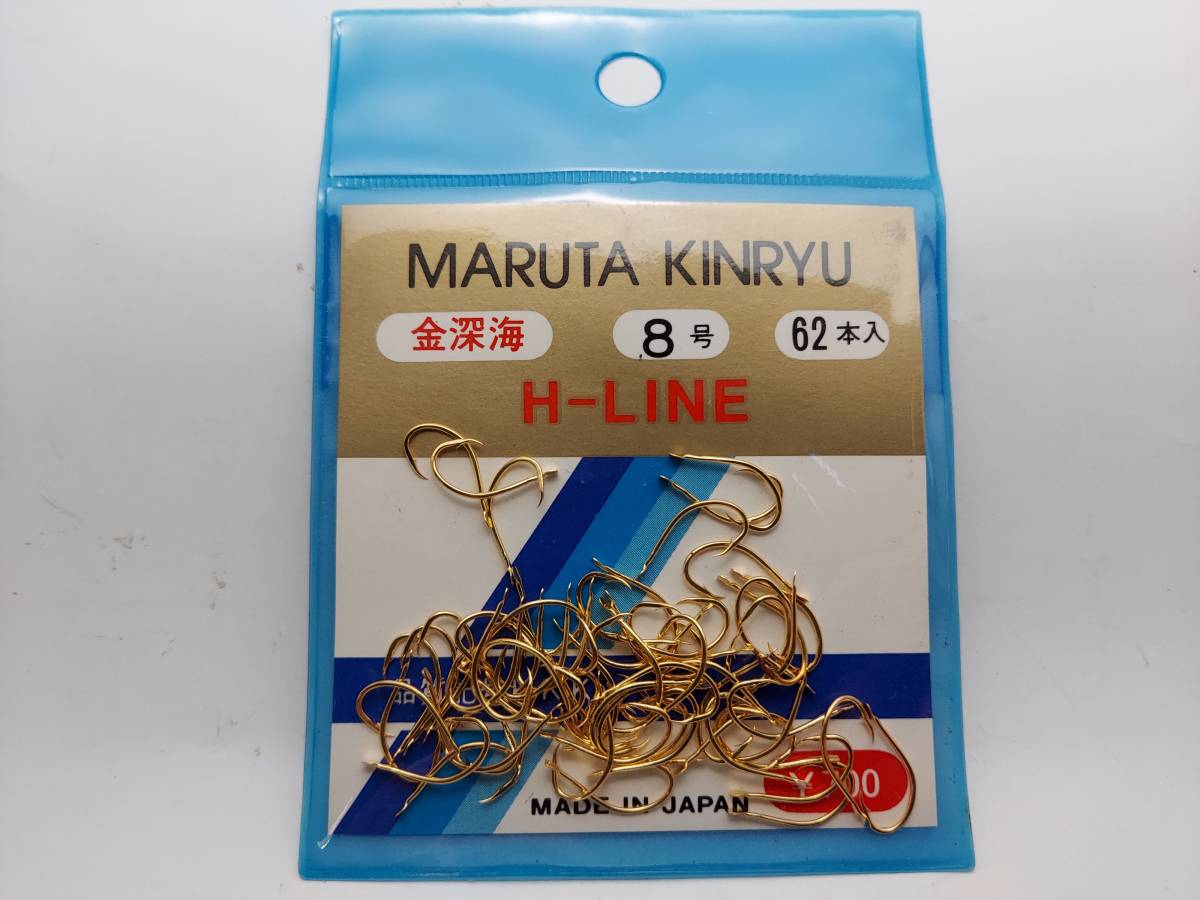 MARUTA KINRYU
金深海 8号 62本入
H-LINE
MADE IN JAPAN